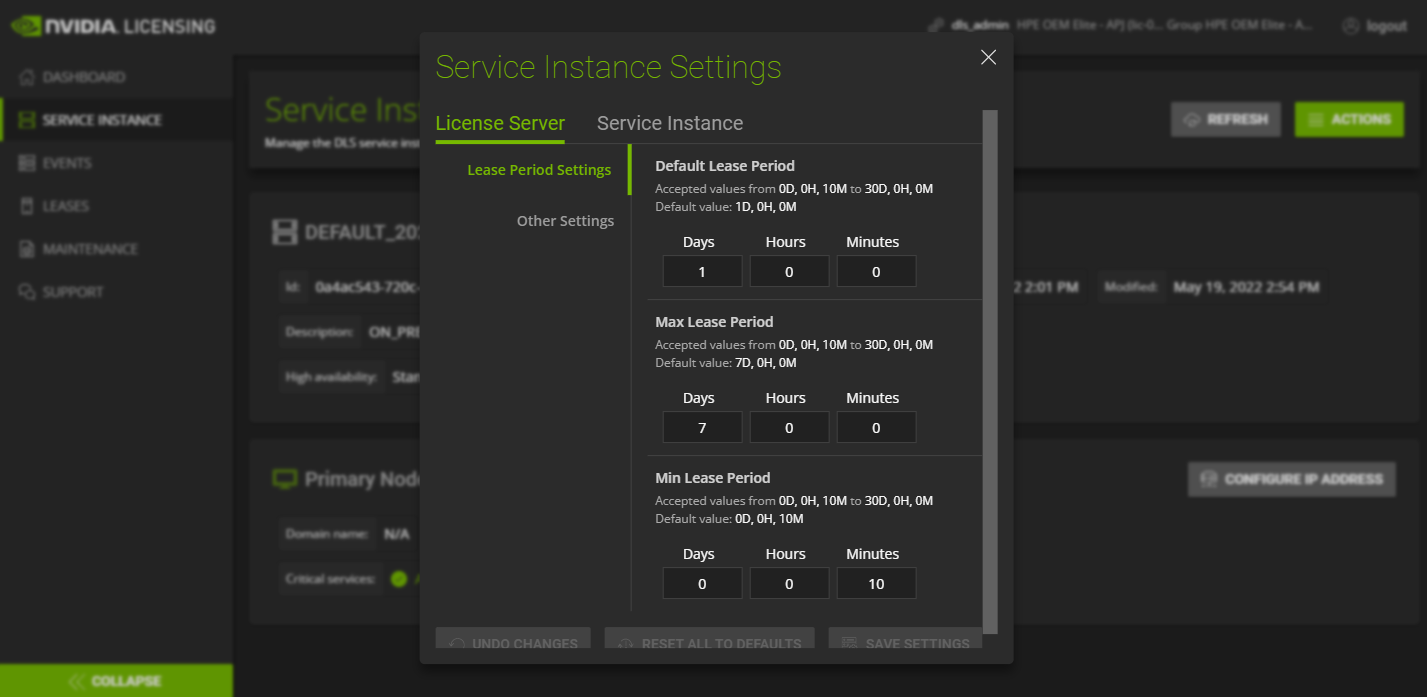 NVIDIA. LICENSING
dls_admin HPE OEM Elite - APJ (lic-0... Group HPE OEM Elite - A...
logout
DASHBOARD
SERVICE INSTANCE
EVENTS
LEASES
MAINTENANCE
SUPPORT
COLLAPSE
Service Ins
Manage the DLS service inst
REFRESH
ACTIONS
DEFAULT_202
Id: 0a4ac543-720c-
2 2:01 PM
Modified: May 19, 2022 2:54 PM
Description: ON_PRE
High availability: Stan
Primary Node
CONFIGURE IP ADDRESS
Domain name: N/A
Critical services:
Service Instance Settings
License Server
Service Instance
Lease Period Settings
Other Settings
Default Lease Period
Accepted values from 0D, 0H, 10M to 30D, 0H, 0M
Default value: 1D, 0H, 0M
Days Hours Minutes
1 0 0
Max Lease Period
Accepted values from 0D, 0H, 10M to 30D, 0H, 0M
Default value: 7D, 0H, 0M
Days Hours Minutes
7 0 0
Min Lease Period
Accepted values from 0D, 0H, 10M to 30D, 0H, 0M
Default value: 0D, 0H, 10M
Days Hours Minutes
0 0 10
UNDO CHANGES
RESET ALL TO DEFAULTS
SAVE SETTINGS